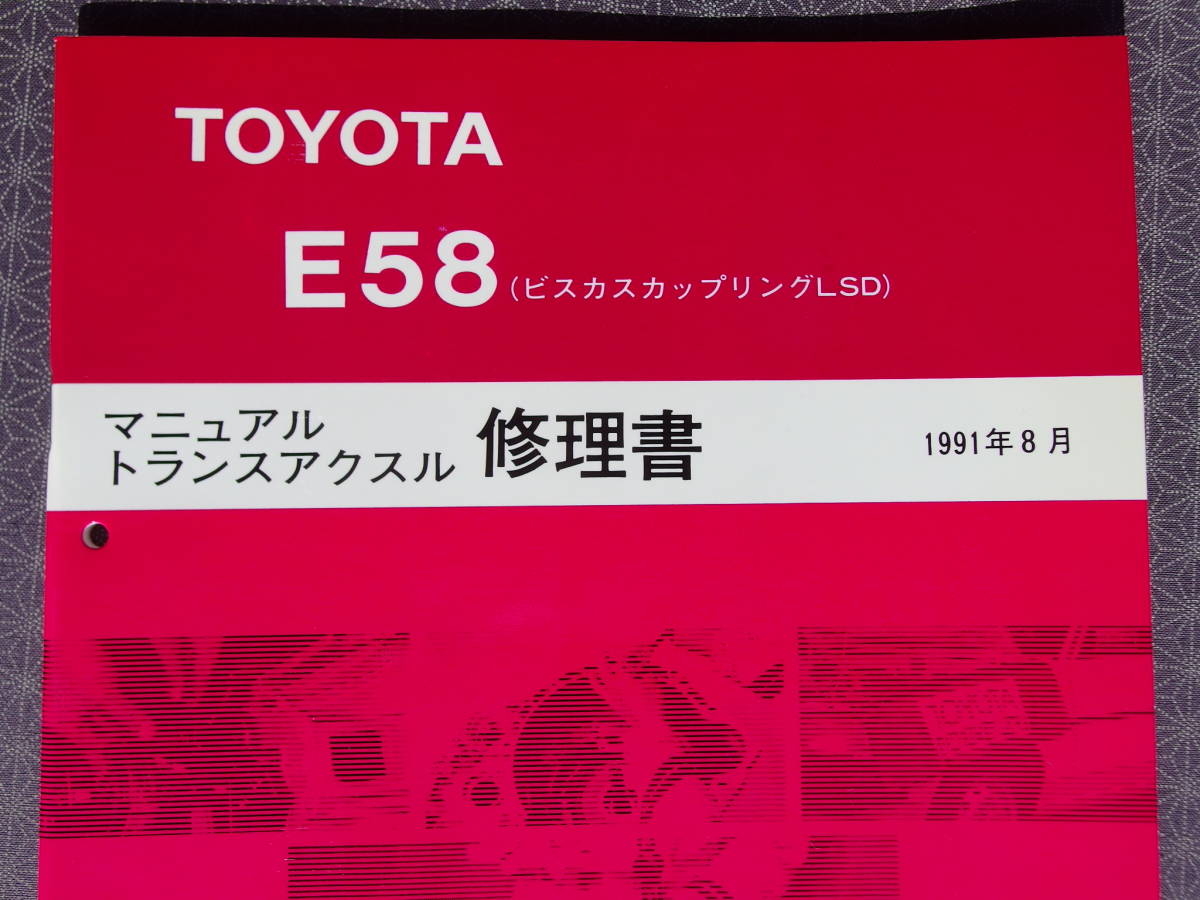 TOYOTA
E58(ビスカスカップリングLSD)
マニュアル
トランスアクスル
修理書
1991年8月
TOYOTA